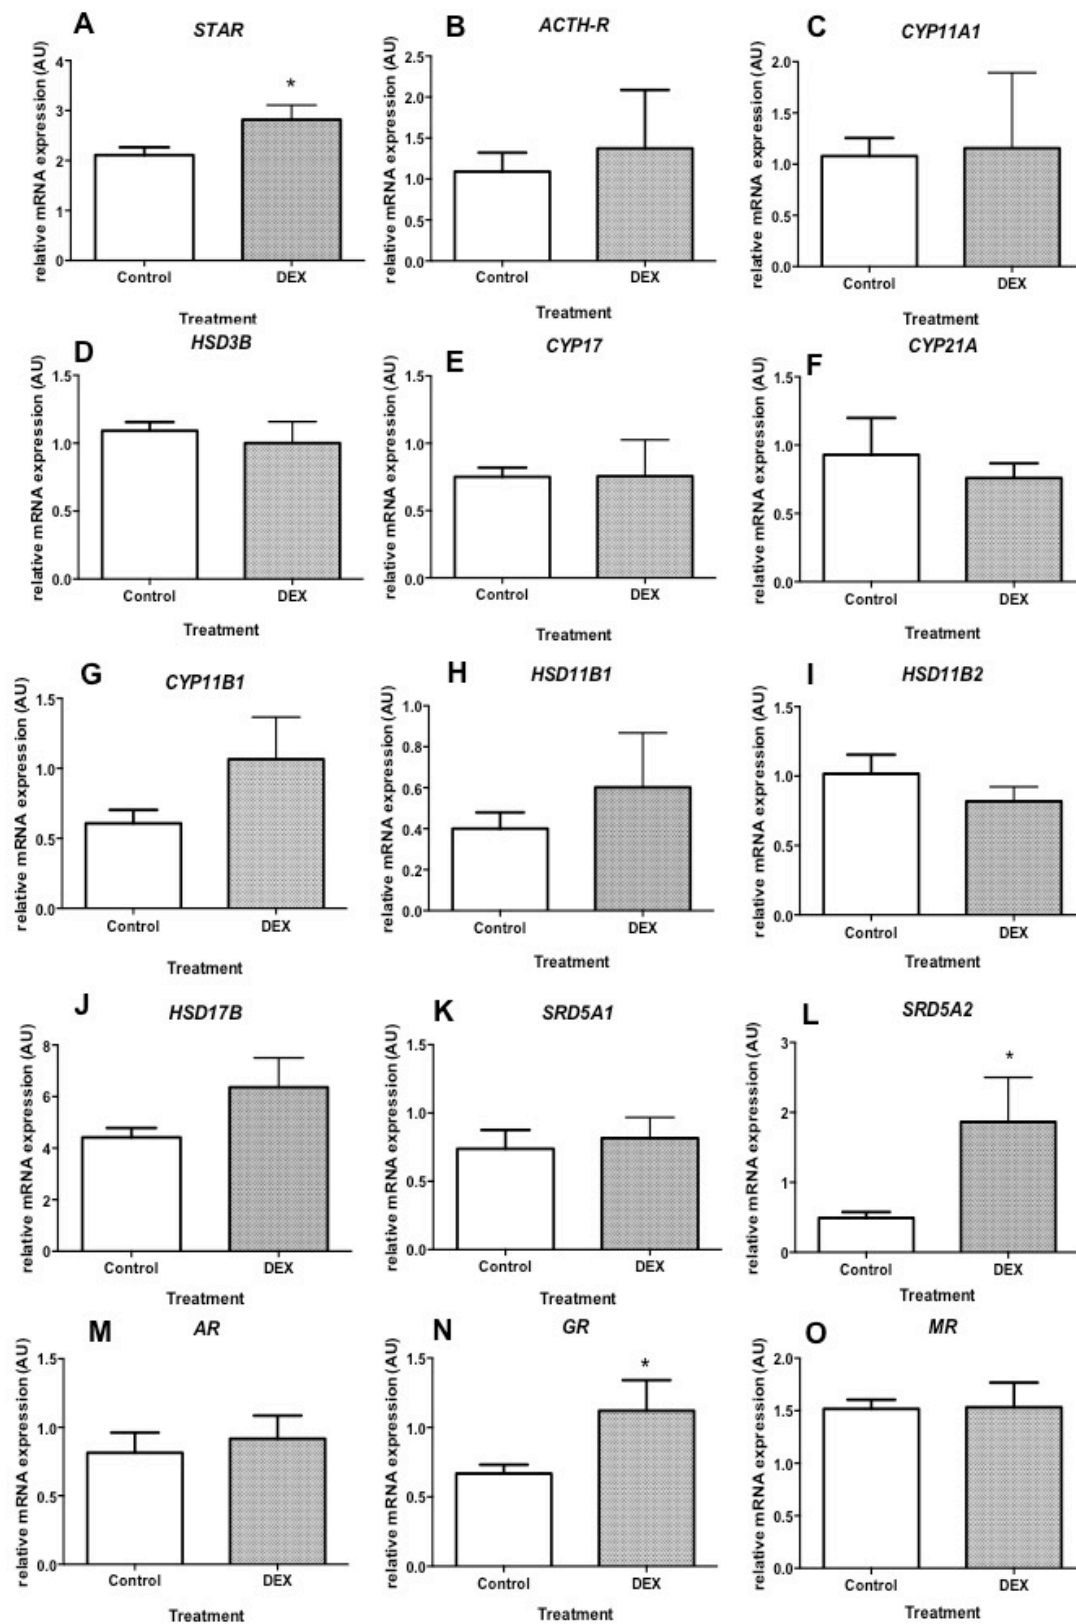 A
STAR
relative mRNA expression (AU)
4
3
2
1
0
*
Control
DEX
Treatment
B
ACTH-R
relative mRNA expression (AU)
2.5
2.0
1.5
1.0
0.5
0.0
Control
DEX
Treatment
C
CYP11A1
relative mRNA expression (AU)
2.0
1.5
1.0
0.5
0.0
Control
DEX
Treatment
D
HSD3B
relative mRNA expression (AU)
1.5
1.0
0.5
0.0
Control
DEX
Treatment
E
CYP17
relative mRNA expression (AU)
1.5
1.0
0.5
0.0
Control
DEX
Treatment
F
CYP21A
relative mRNA expression (AU)
1.5
1.0
0.5
0.0
Control
DEX
Treatment
G
CYP11B1
relative mRNA expression (AU)
1.5
1.0
0.5
0.0
Control
DEX
Treatment
H
HSD11B1
relative mRNA expression (AU)
1.0
0.8
0.6
0.4
0.2
0.0
Control
DEX
Treatment
I
HSD11B2
relative mRNA expression (AU)
1.5
1.0
0.5
0.0
Control
DEX
Treatment
J
HSD17B
relative mRNA expression (AU)
8
6
4
2
0
Control
DEX
Treatment
K
SRD5A1
relative mRNA expression (AU)
1.5
1.0
0.5
0.0
Control
DEX
Treatment
L
SRD5A2
relative mRNA expression (AU)
3
2
1
0
*
Control
DEX
Treatment
M
AR
relative mRNA expression (AU)
1.5
1.0
0.5
0.0
Control
DEX
Treatment
N
GR
relative mRNA expression (AU)
1.5
1.0
0.5
0.0
*
Control
DEX
Treatment
O
MR
relative mRNA expression (AU)
2.0
1.5
1.0
0.5
0.0
Control
DEX
Treatment